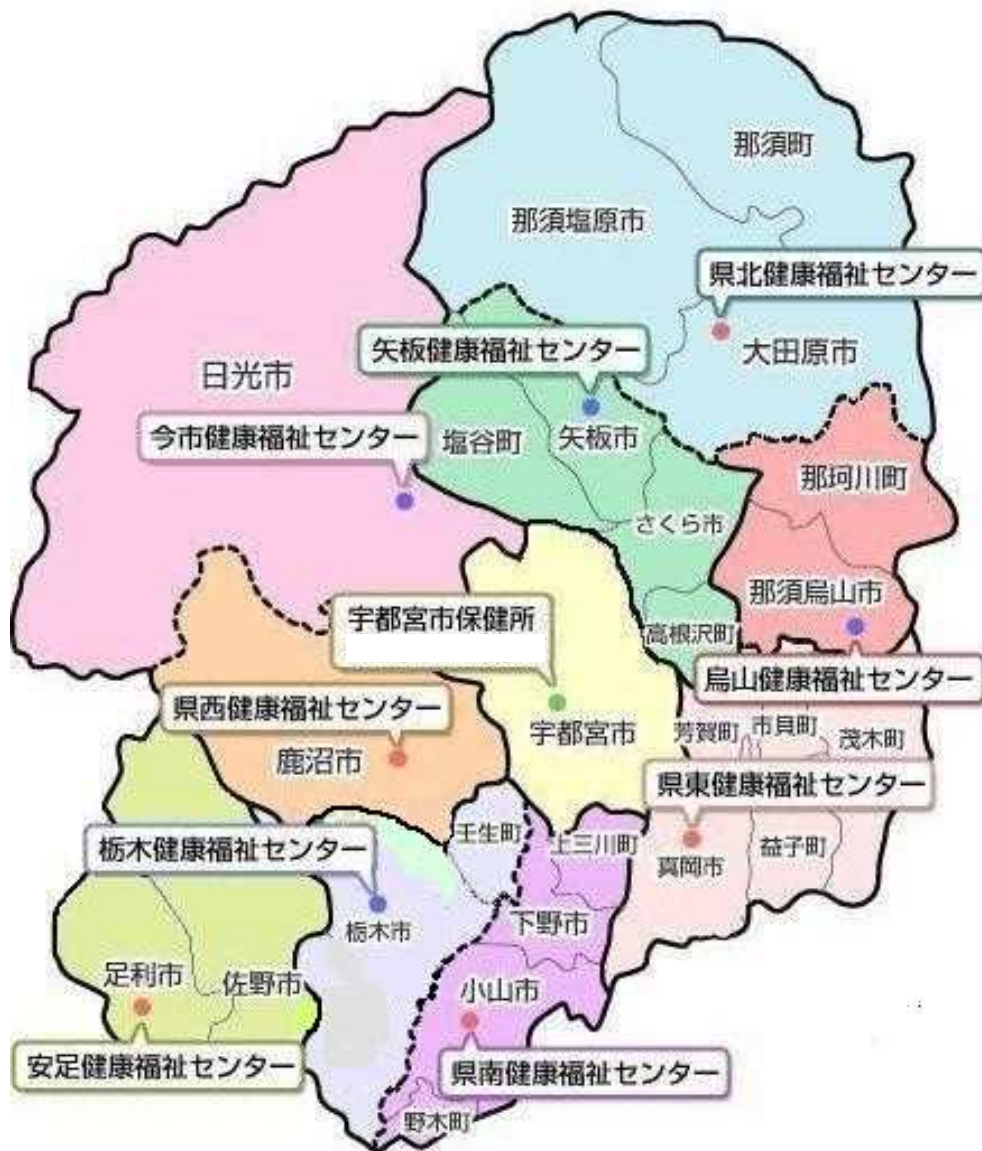 那須町
那須塩原市
県北健康福祉センター
矢板健康福祉センター
大田原市
日光市
今市健康福祉センター
塩谷町
矢板市
那珂川町
さくら市
那須烏山市
宇都宮市保健所
高根沢町
烏山健康福祉センター
県西健康福祉センター
宇都宮市
芳賀町
市貝町
茂木町
鹿沼市
県東健康福祉センター
栃木健康福祉センター
壬生町
上三川町
真岡市
益子町
栃木市
下野市
足利市
佐野市
小山市
安足健康福祉センター
県南健康福祉センター
野木町